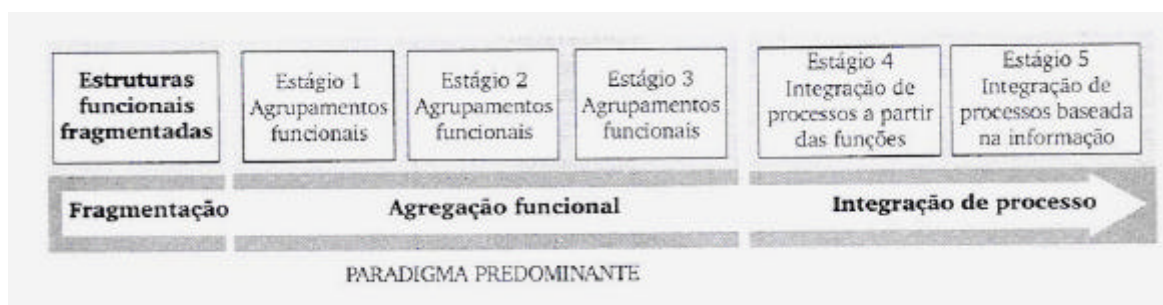 Estruturas
funcionais
fragmentadas
Estágio 1
Agrupamentos
funcionais
Estágio 2
Agrupamentos
funcionais
Estágio 3
Agrupamentos
funcionais
Estágio 4
Integração de
processos a partir
das funções
Estágio 5
Integração de
processos baseada
na informação
Fragmentação
Agregação funcional
Integração de processo
PARADIGMA PREDOMINANTE